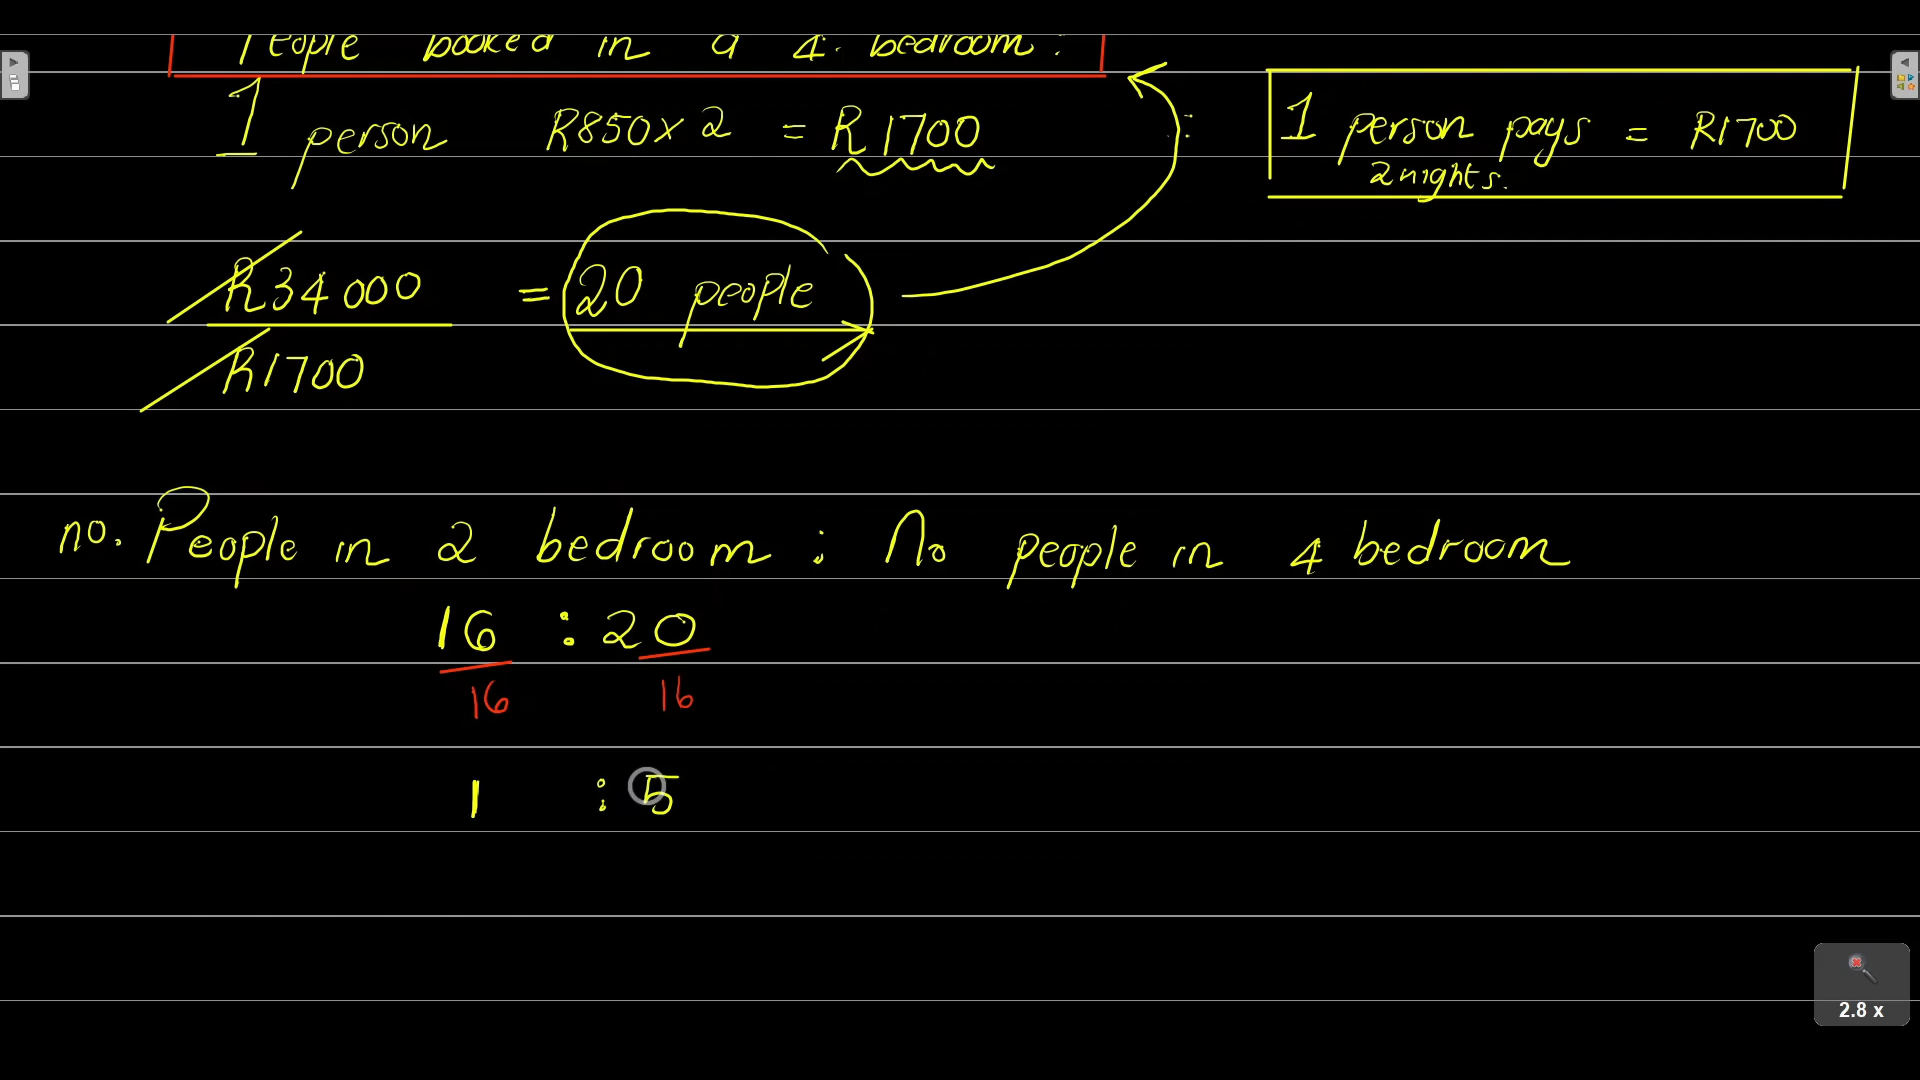 People booked in a 4. bedroom:
1 person R850 x 2 = R1700
1 person pays = R1700
2 nights.
R34 000 = 20 people
R1700
no. People in 2 bedroom : No people in 4 bedroom
16 : 20
16 16
1 : 5
2.8 x